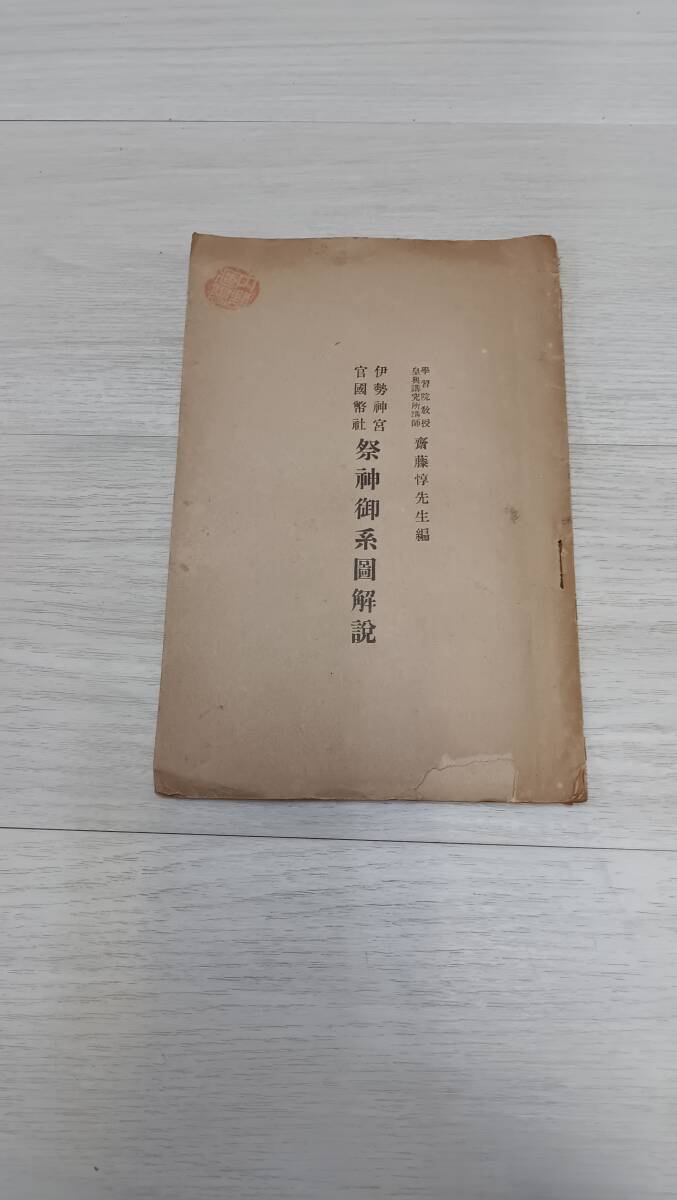 學習院教授
皇典講究所講師
齋藤惇先生編
伊勢神宮
官國幣社
祭神御系圖解說